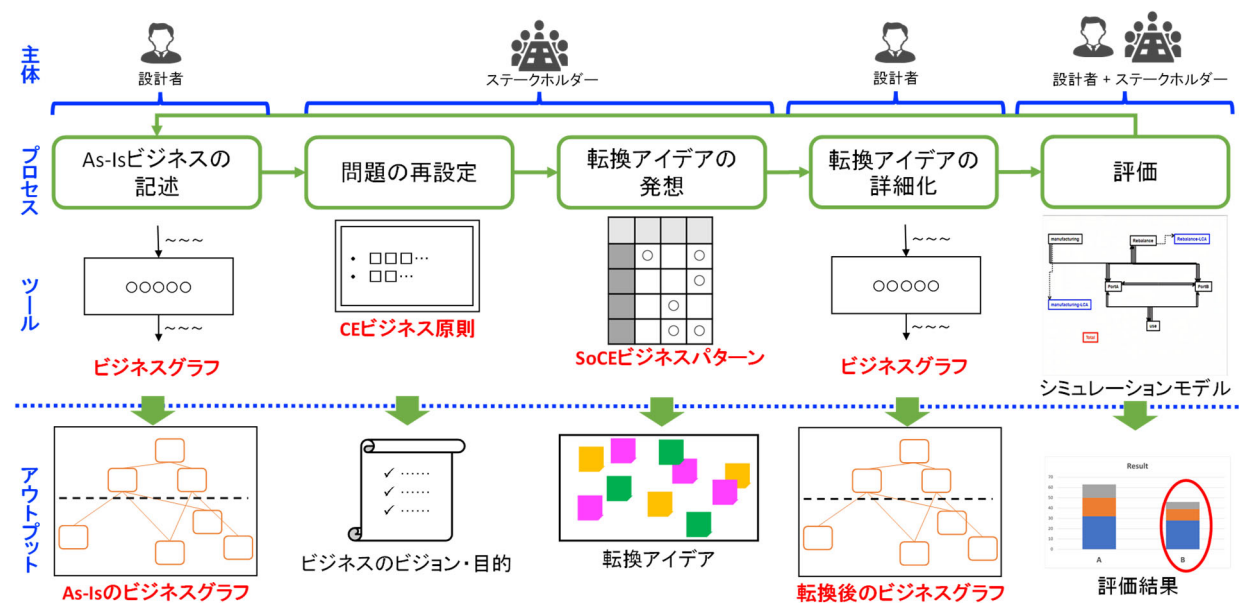 主体
設計者
ステークホルダー
設計者
設計者 + ステークホルダー
プロセス
As-Isビジネスの
記述
問題の再設定
転換アイデアの
発想
転換アイデアの
詳細化
評価
ツール
~~~
○○○○○
~~~
ビジネスグラフ
• □□□…
• □□…
CEビジネス原則
○ ○
○
○
○ ○
SoCEビジネスパターン
~~~
○○○○○
~~~
ビジネスグラフ
manufacturing
Rebalance
Rebalance-LCA
PortA
PortB
manufacturing-LCA
use
Total
シミュレーションモデル
アウトプット
As-Isのビジネスグラフ
✓ ……
✓ ……
✓ ……
ビジネスのビジョン・目的
転換アイデア
転換後のビジネスグラフ
Result
70
60
50
40
30
20
10
0
A
B
評価結果